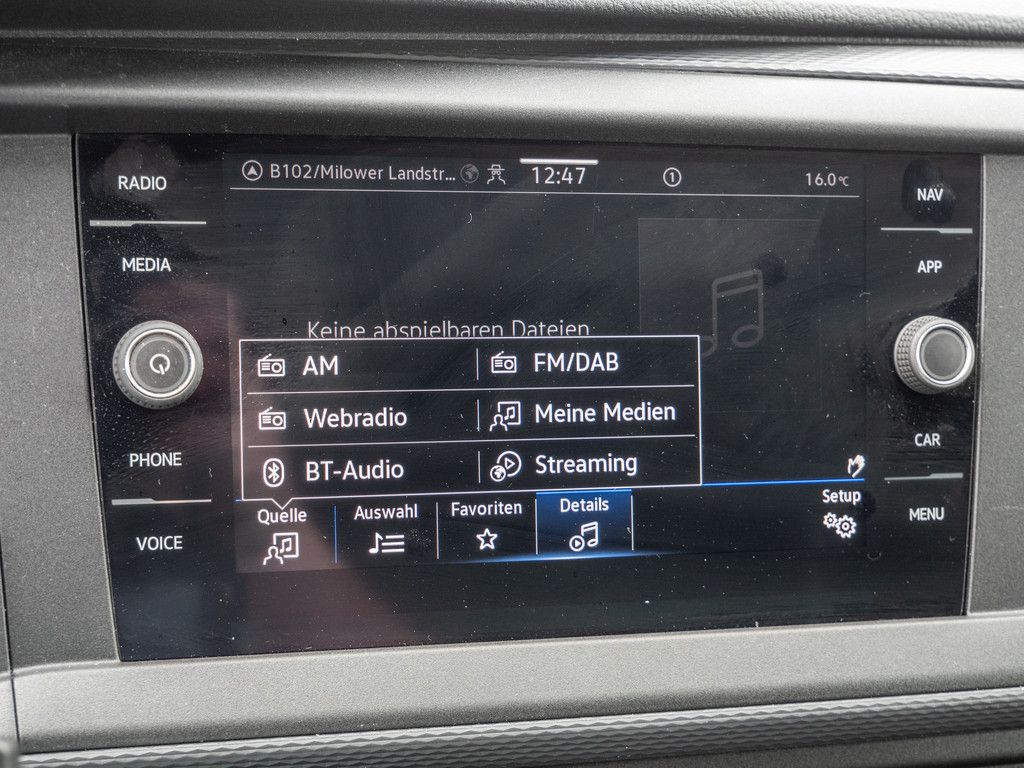 RADIO
MEDIA
PHONE
VOICE
B102/Milower Landstr... 12:47 1 16.0°C
Keine abspielbaren Dateien
AM FM/DAB
Webradio Meine Medien
BT-Audio Streaming
Quelle Auswahl Favoriten Details Setup
NAV
APP
CAR
MENU